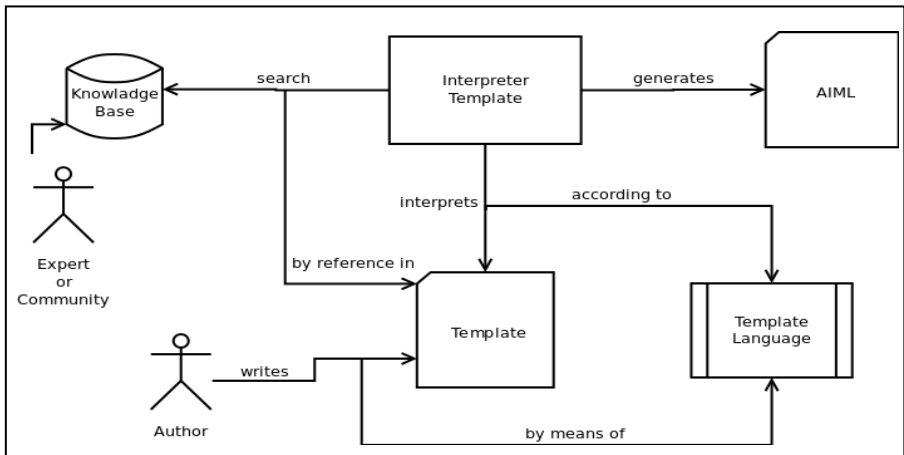 search
Interpreter
Template
generates
AIML
Knowladge
Base
interprets
according to
Expert
or
Community
by reference in
Template
Template
Language
writes
Author
by means of